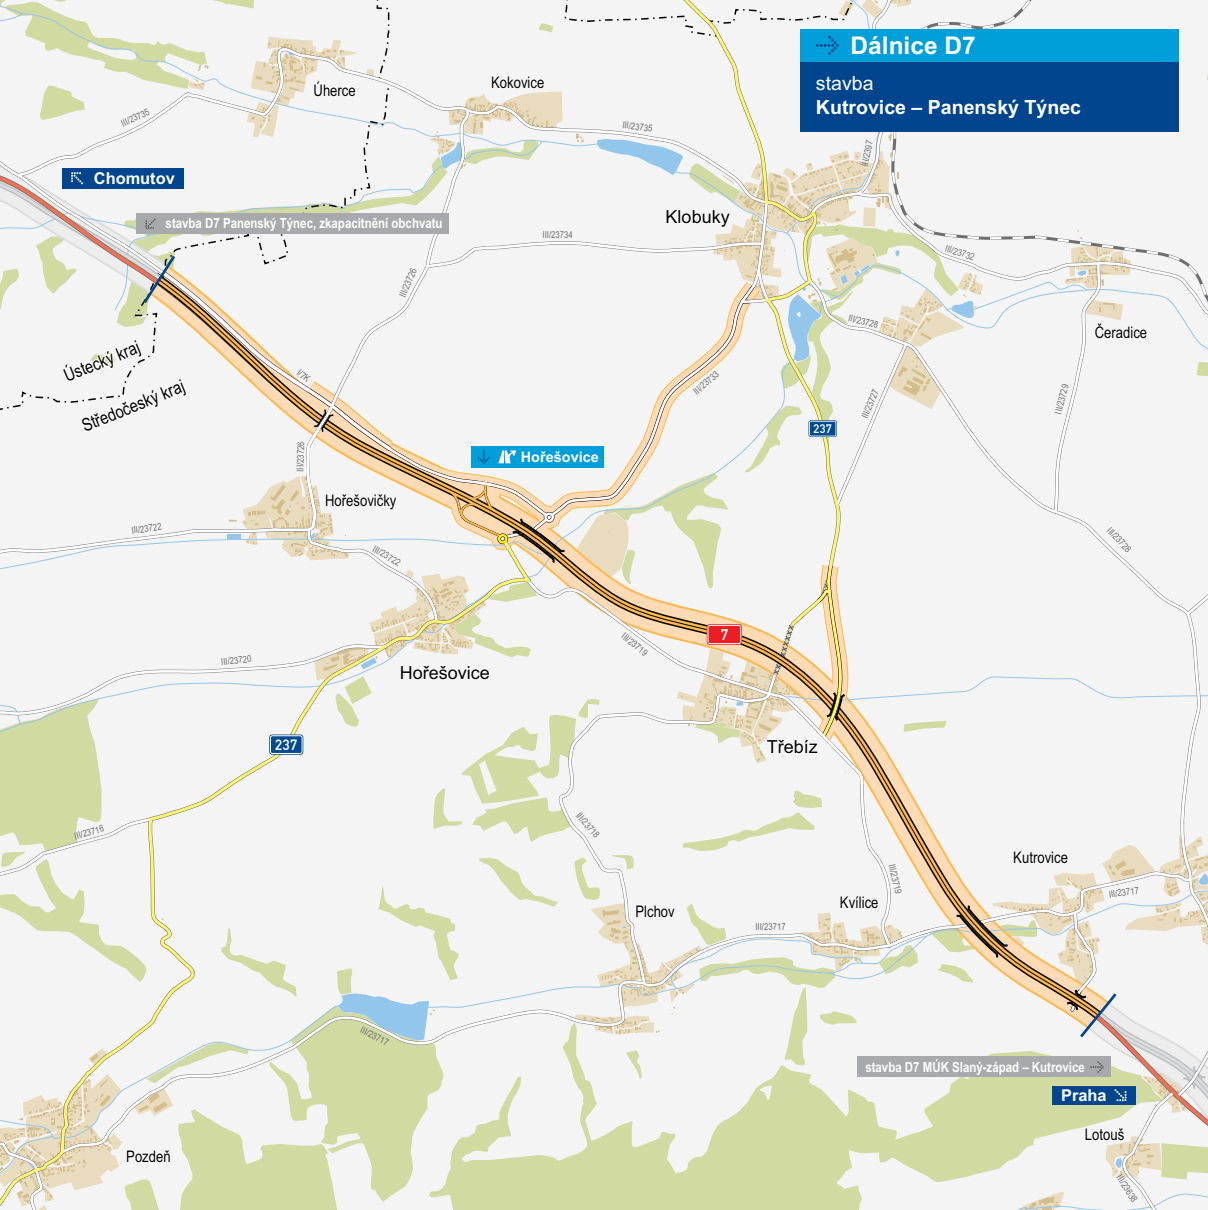 Dálnice D7
stavba
Kutrovice – Panenský Týnec
Úherce
Kokovice
III/23735
III/23735
III/2397
Chomutov
stavba D7 Panenský Týnec, zkapacitnění obchvatu
Klobuky
III/23734
III/23732
III/23726
III/23728
Čeradice
Ústecký kraj
Středočeský kraj
I/7K
III/23733
III/23727
III/23729
237
III/23726
Hořešovice
Hořešovičky
III/23722
III/23722
III/23728
7
III/23719
III/23720
Hořešovice
237
Třebíz
III/23716
III/23718
Kutrovice
III/23719
III/23717
Kvílice
Plchov
III/23717
III/23717
stavba D7 MÚK Slaný-západ – Kutrovice
Praha
Lotouš
Pozdeň
III/23638